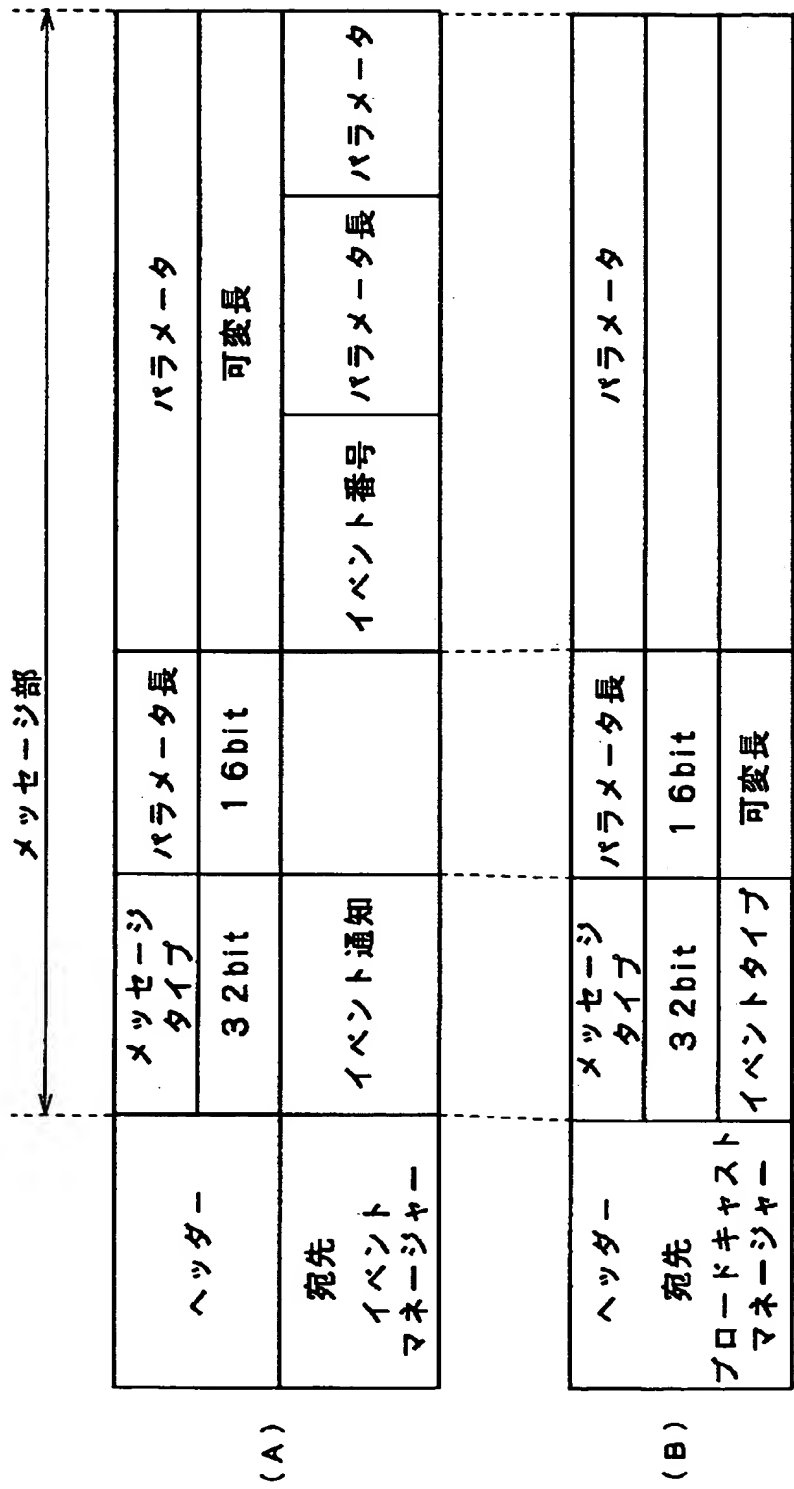 メッセージ部
(A)
ヘッダー
メッセージ
タイプ
パラメータ長
パラメータ
32bit
16bit
可変長
宛先
イベント
マネージャー
イベント通知
イベント番号
パラメータ長
パラメータ
(B)
ヘッダー
宛先
ブロードキャスト
マネージャー
メッセージ
タイプ
パラメータ長
パラメータ
32bit
16bit
イベントタイプ
可変長